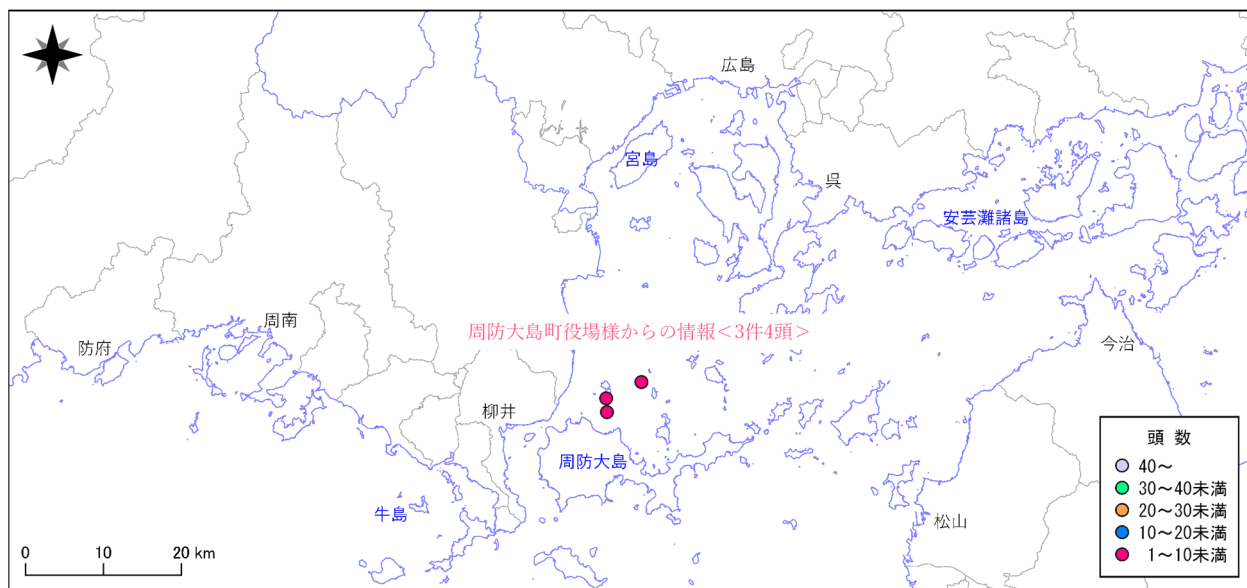 広島
宮島
呉
安芸灘諸島
周南
防府
周防大島町役場様からの情報＜3件4頭＞
今治
柳井
周防大島
牛島
松山
頭 数
40～
30～40未満
20～30未満
10～20未満
1～10未満
0 10 20 km